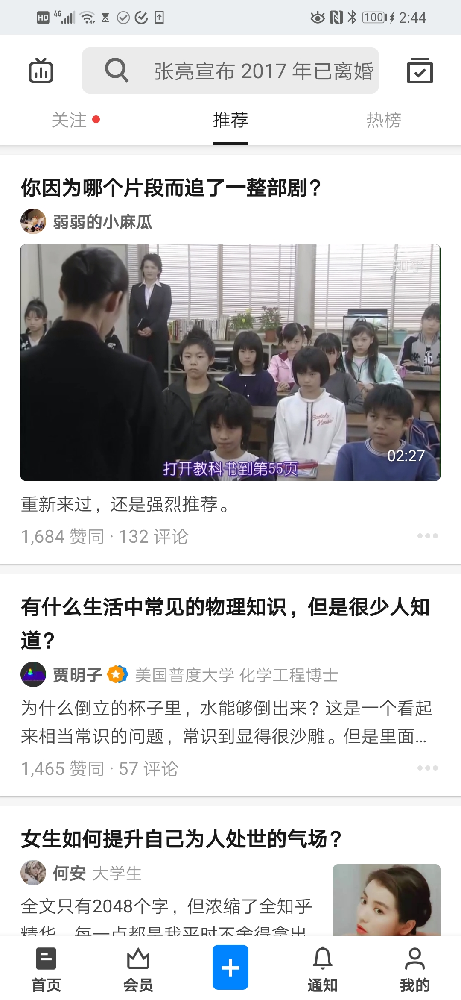 HD 4G 100 2:44
张亮宣布 2017 年已离婚
关注 推荐 热榜
你因为哪个片段而追了一整部剧？
弱弱的小麻瓜
知乎
Scotch
House
02:27
打开教科书到第55页
重新来过，还是强烈推荐。
1,684 赞同 · 132 评论
有什么生活中常见的物理知识，但是很少人知
道？
贾明子 美国普度大学 化学工程博士
为什么倒立的杯子里，水能够倒出来？这是一个看起
来相当常识的问题，常识到显得很沙雕。但是里面...
1,465 赞同 · 57 评论
女生如何提升自己为人处世的气场？
何安 大学生
全文只有2048个字，但浓缩了全知乎
精华，每一点都是我平时不舍得拿出
首页 会员 通知 我的